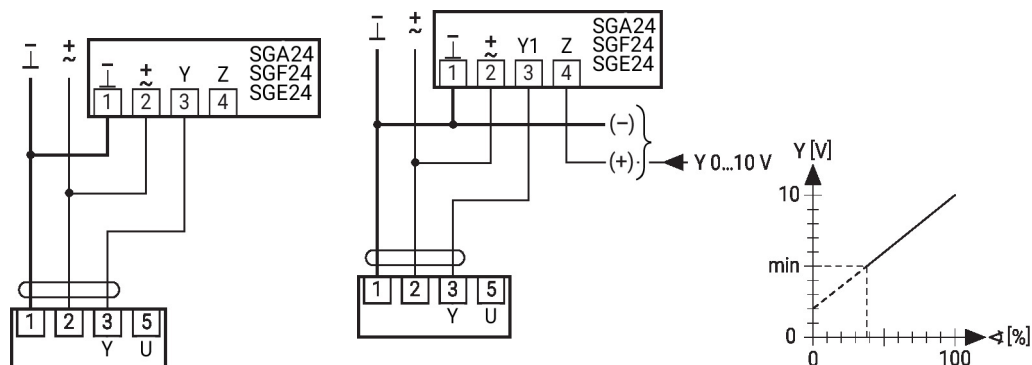 ⊥ – ~ +
SGA24
SGF24
SGE24
⊥ – ~ + Y Z
1 2 3 4
1 2 3 5
Y U
⊥ – ~ +
SGA24
SGF24
SGE24
⊥ – ~ + Y1 Z
1 2 3 4
(–)
(+) Y 0...10 V
1 2 3 5
Y U
Y [V]
10
min
0
0 100 ∢ [%]